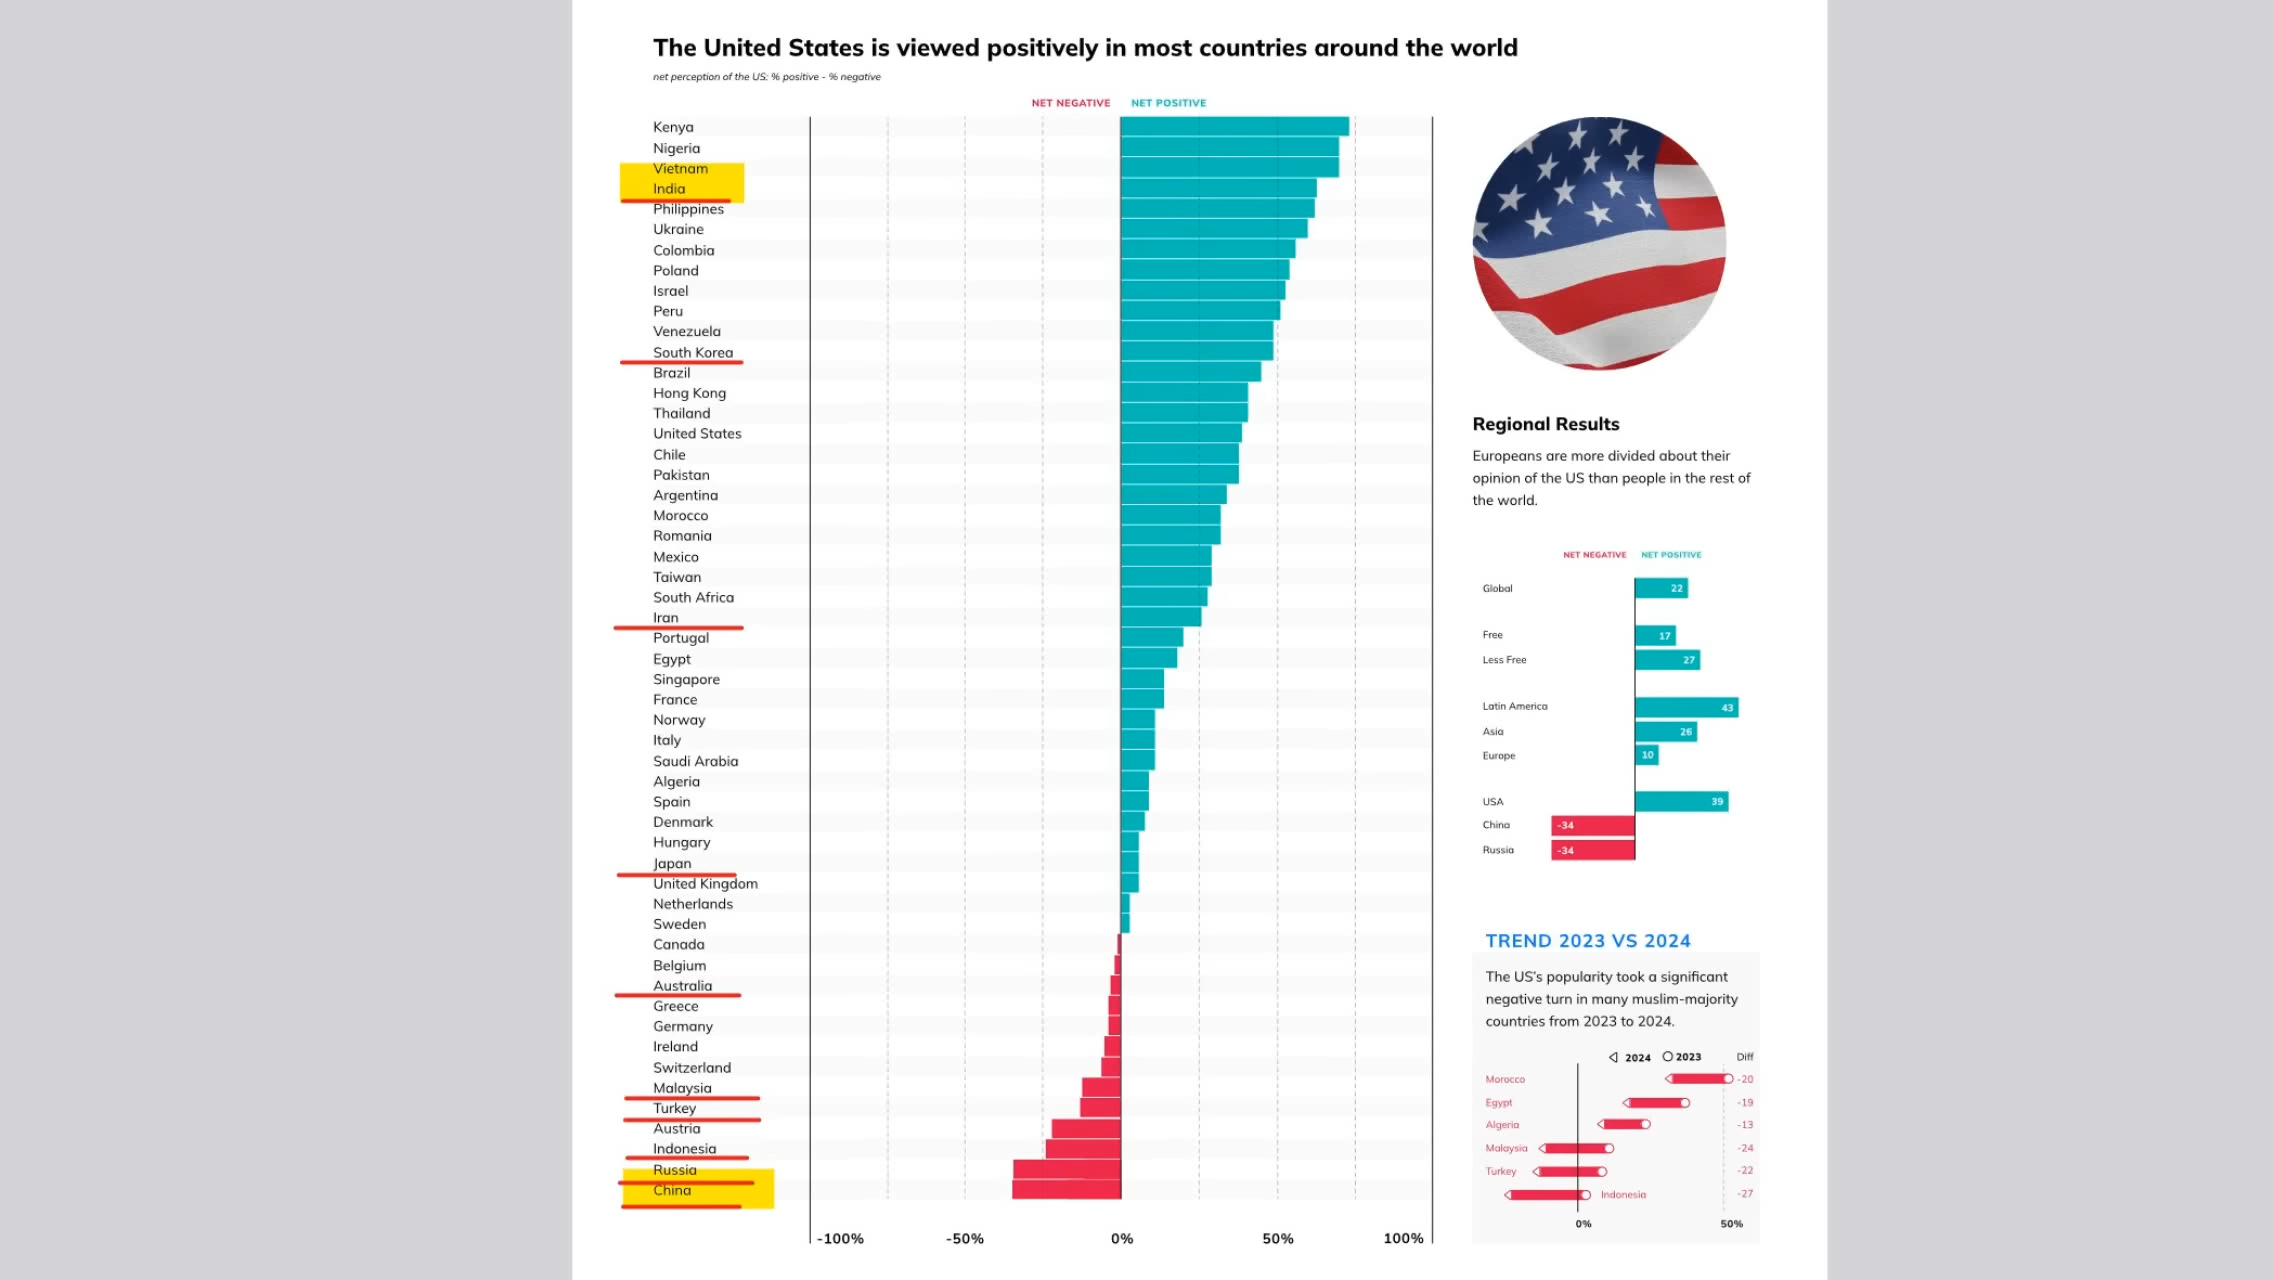 The United States is viewed positively in most countries around the world
net perception of the US: % positive - % negative
NET NEGATIVE NET POSITIVE
Kenya
Nigeria
Vietnam
India
Philippines
Ukraine
Colombia
Poland
Israel
Peru
Venezuela
South Korea
Brazil
Hong Kong
Thailand
United States
Chile
Pakistan
Argentina
Morocco
Romania
Mexico
Taiwan
South Africa
Iran
Portugal
Egypt
Singapore
France
Norway
Italy
Saudi Arabia
Algeria
Spain
Denmark
Hungary
Japan
United Kingdom
Netherlands
Sweden
Canada
Belgium
Australia
Greece
Germany
Ireland
Switzerland
Malaysia
Turkey
Austria
Indonesia
Russia
China
-100% -50% 0% 50% 100%
Regional Results
Europeans are more divided about their
opinion of the US than people in the rest of
the world.
NET NEGATIVE NET POSITIVE
Global 22
Free 17
Less Free 27
Latin America 43
Asia 26
Europe 10
USA 39
China -34
Russia -34
TREND 2023 VS 2024
The US's popularity took a significant
negative turn in many muslim-majority
countries from 2023 to 2024.
2024 2023 Diff
Morocco -20
Egypt -19
Algeria -13
Malaysia -24
Turkey -22
Indonesia -27
0% 50%